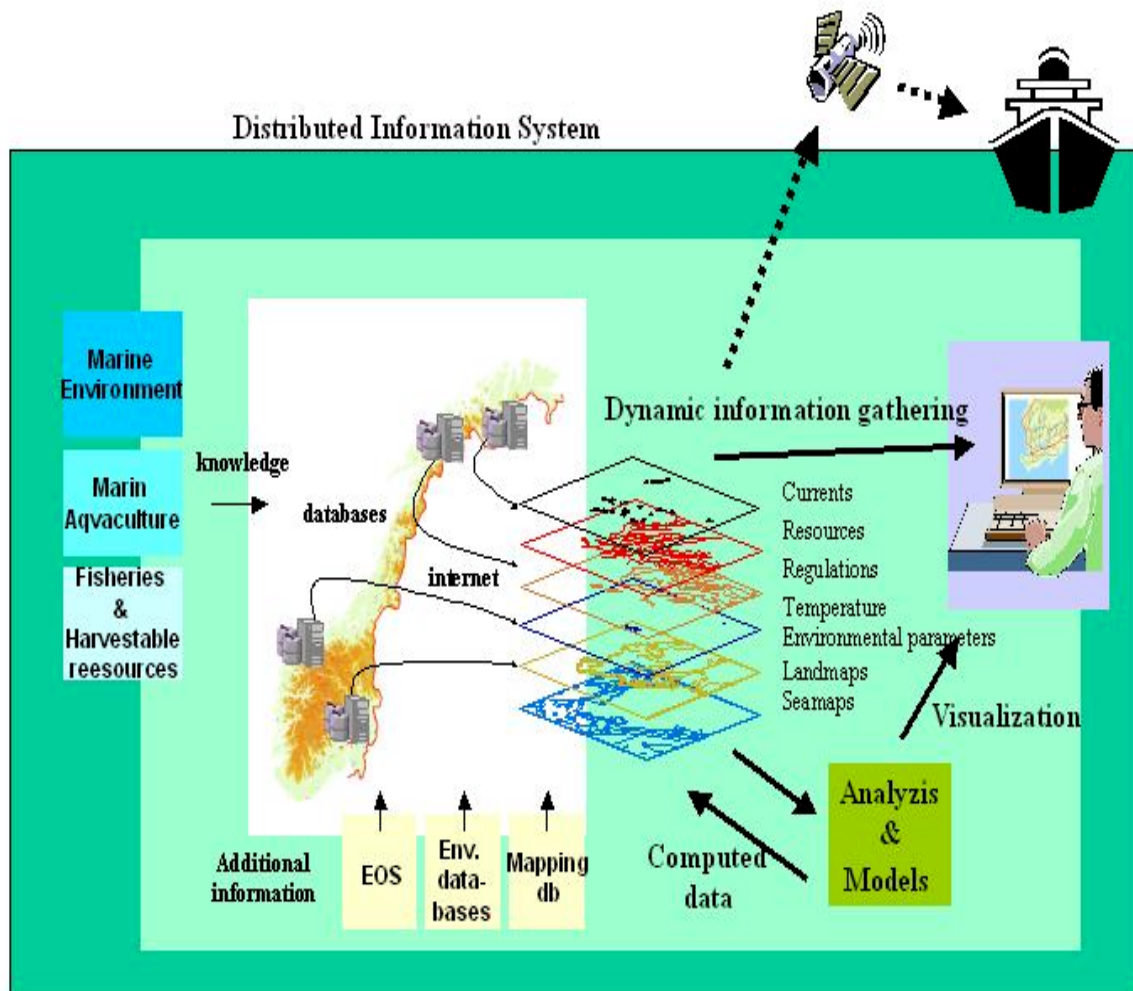 Distributed Information System
Marine
Environment
Marin
Aqvaculture
Fisheries
&
Harvestable
reesources
knowledge
databases
internet
Dynamic information gathering
Currents
Resources
Regulations
Temperature
Environmental parameters
Landmaps
Seamaps
Visualization
Analyzis
&
Models
Computed
data
Additional
information
EOS
Env.
data-
bases
Mapping
db